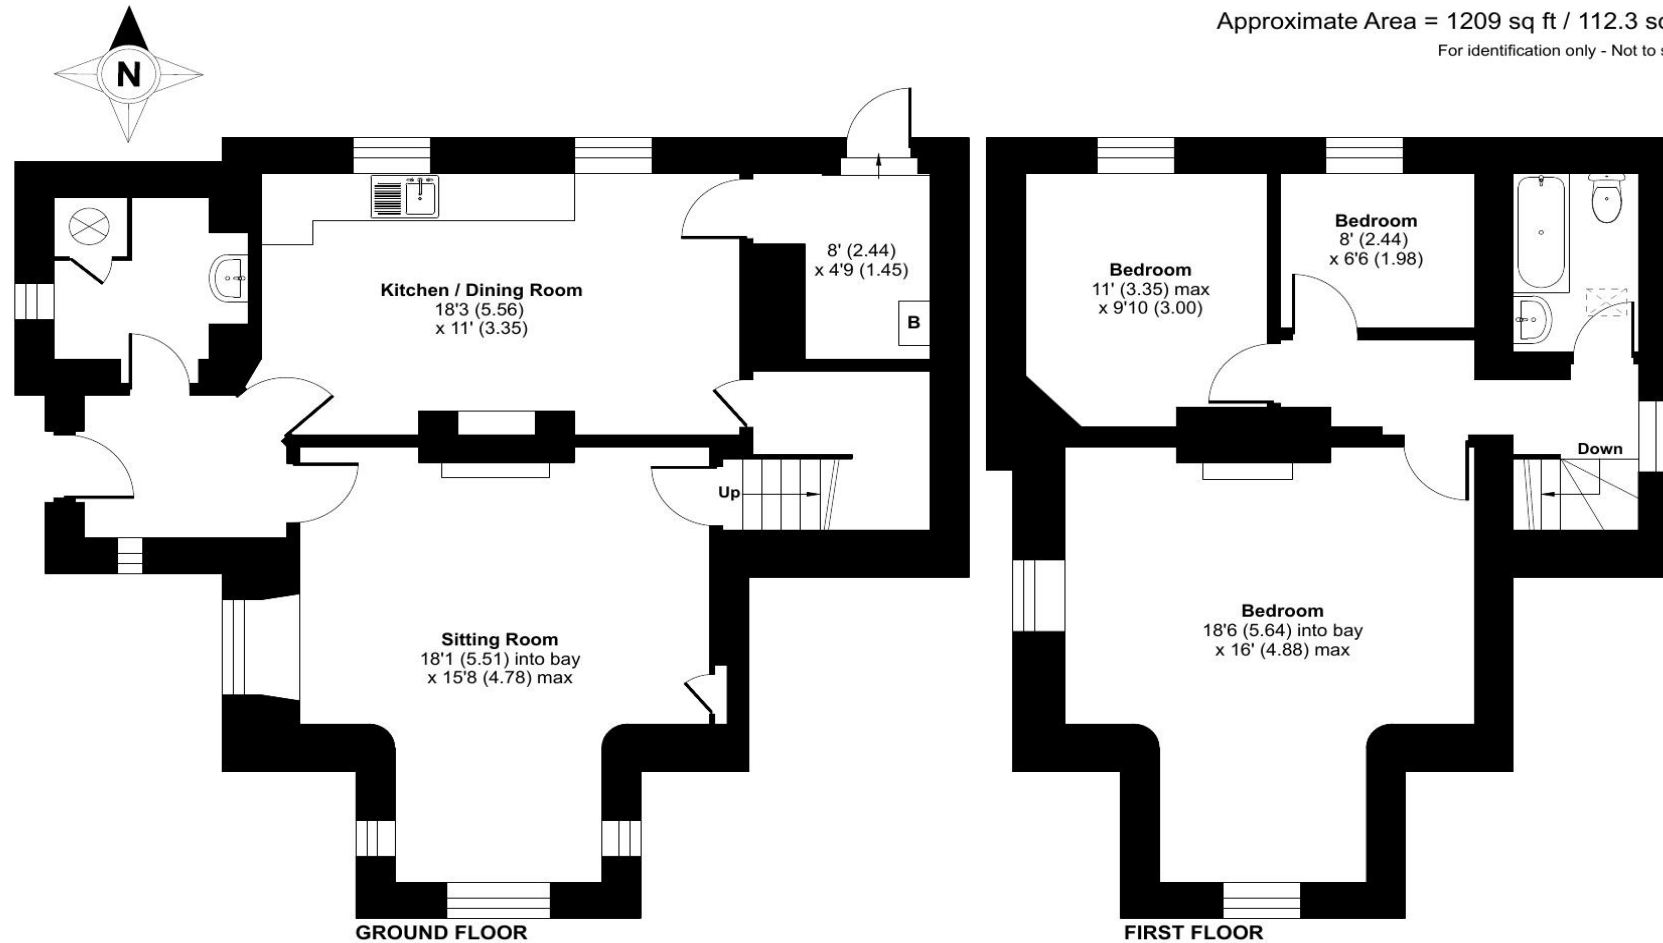 Approximate Area = 1209 sq ft / 112.3
For identification only - Not to
N
Kitchen / Dining Room
18'3 (5.56)
x 11' (3.35)
8' (2.44)
x 4'9 (1.45)
B
Up
Sitting Room
18'1 (5.51) into bay
x 15'8 (4.78) max
GROUND FLOOR
Bedroom
11' (3.35) max
x 9'10 (3.00)
Bedroom
8' (2.44)
x 6'6 (1.98)
Down
Bedroom
18'6 (5.64) into bay
x 16' (4.88) max
FIRST FLOOR